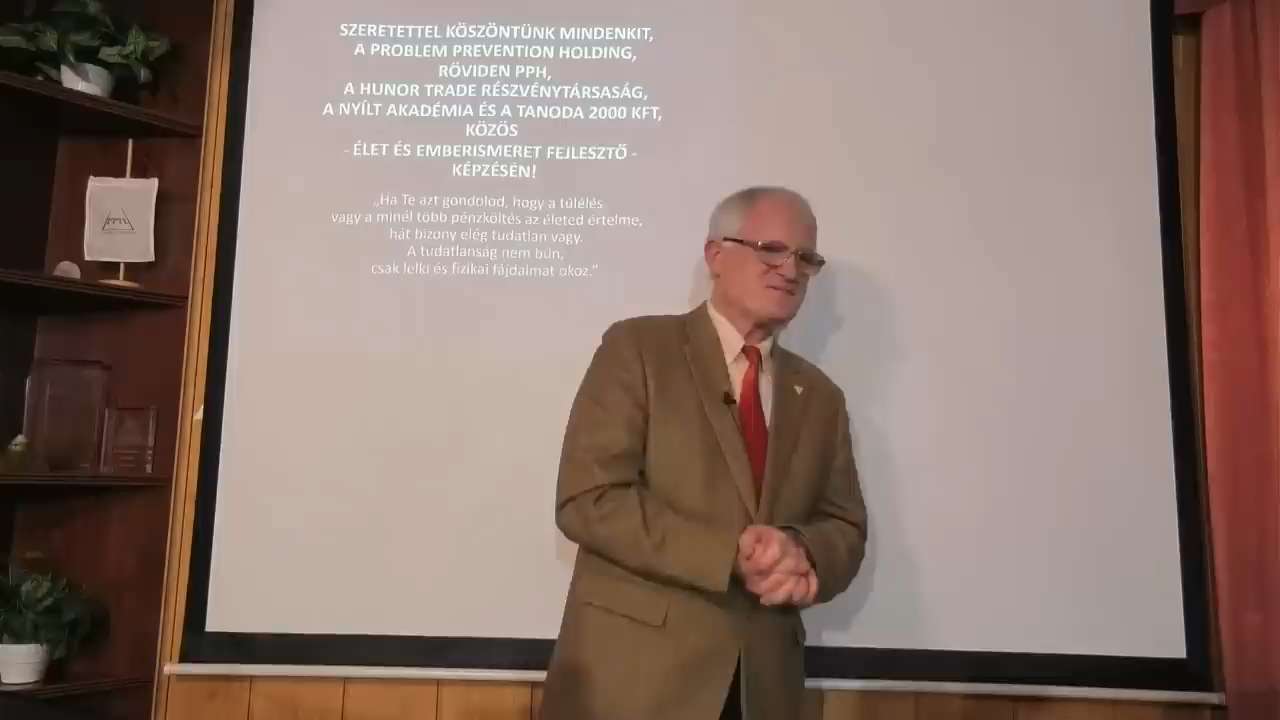 SZERETETTEL KÖSZÖNTÜNK MINDENKIT,
A PROBLEM PREVENTION HOLDING,
RÖVIDEN PPH,
A HUNOR TRADE RÉSZVÉNYTÁRSASÁG,
A NYÍLT AKADÉMIA ÉS A TANODA 2000 KFT,
KÖZÖS
- ÉLET ÉS EMBERISMERET FEJLESZTŐ -
KÉPZÉSÉN!
„Ha Te azt gondolod, hogy a túlélés
vagy a minél több pénzköltés az életed értelme,
hát bizony elég tudatlan vagy.
A tudatlanság nem bűn,
csak lelki és fizikai fájdalmat okoz.”
PPH